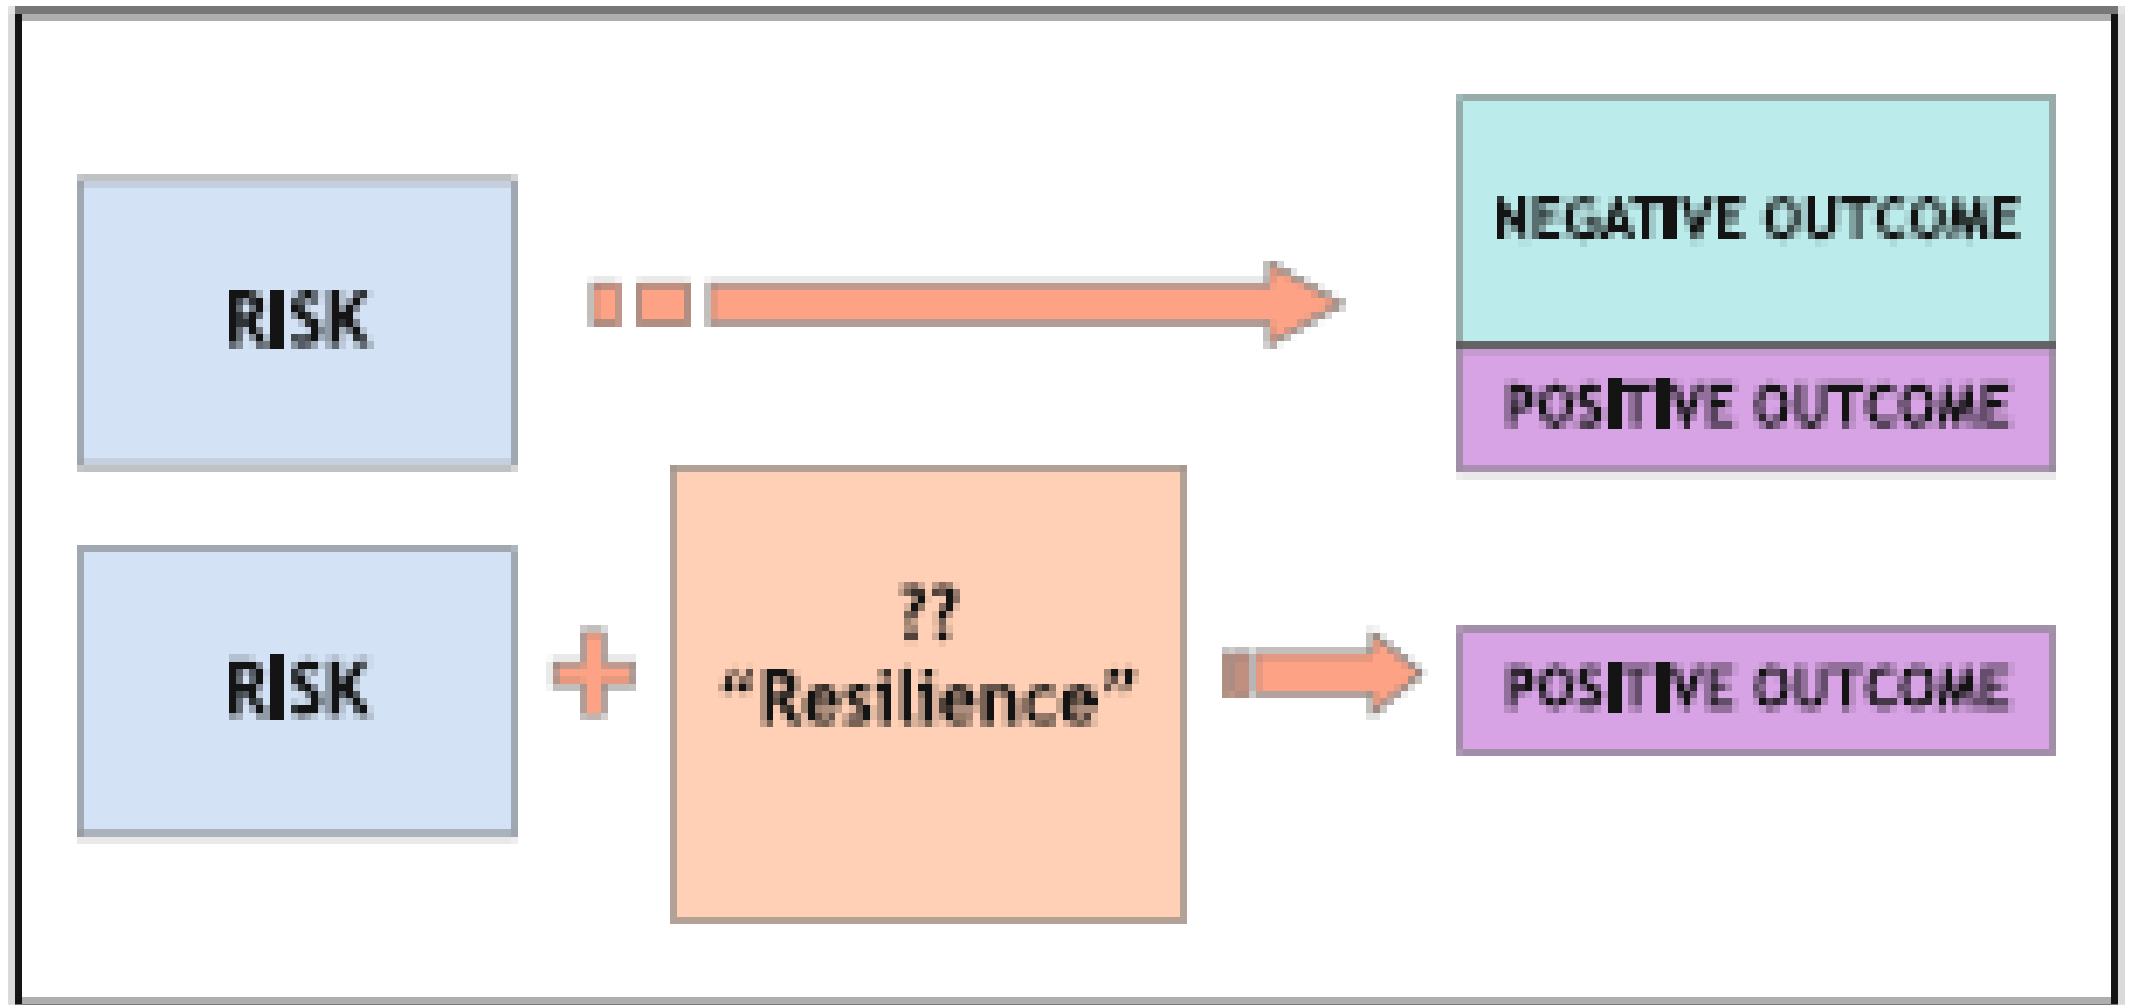 RISK
NEGATIVE OUTCOME
POSITIVE OUTCOME
RISK
??
“Resilience”
POSITIVE OUTCOME